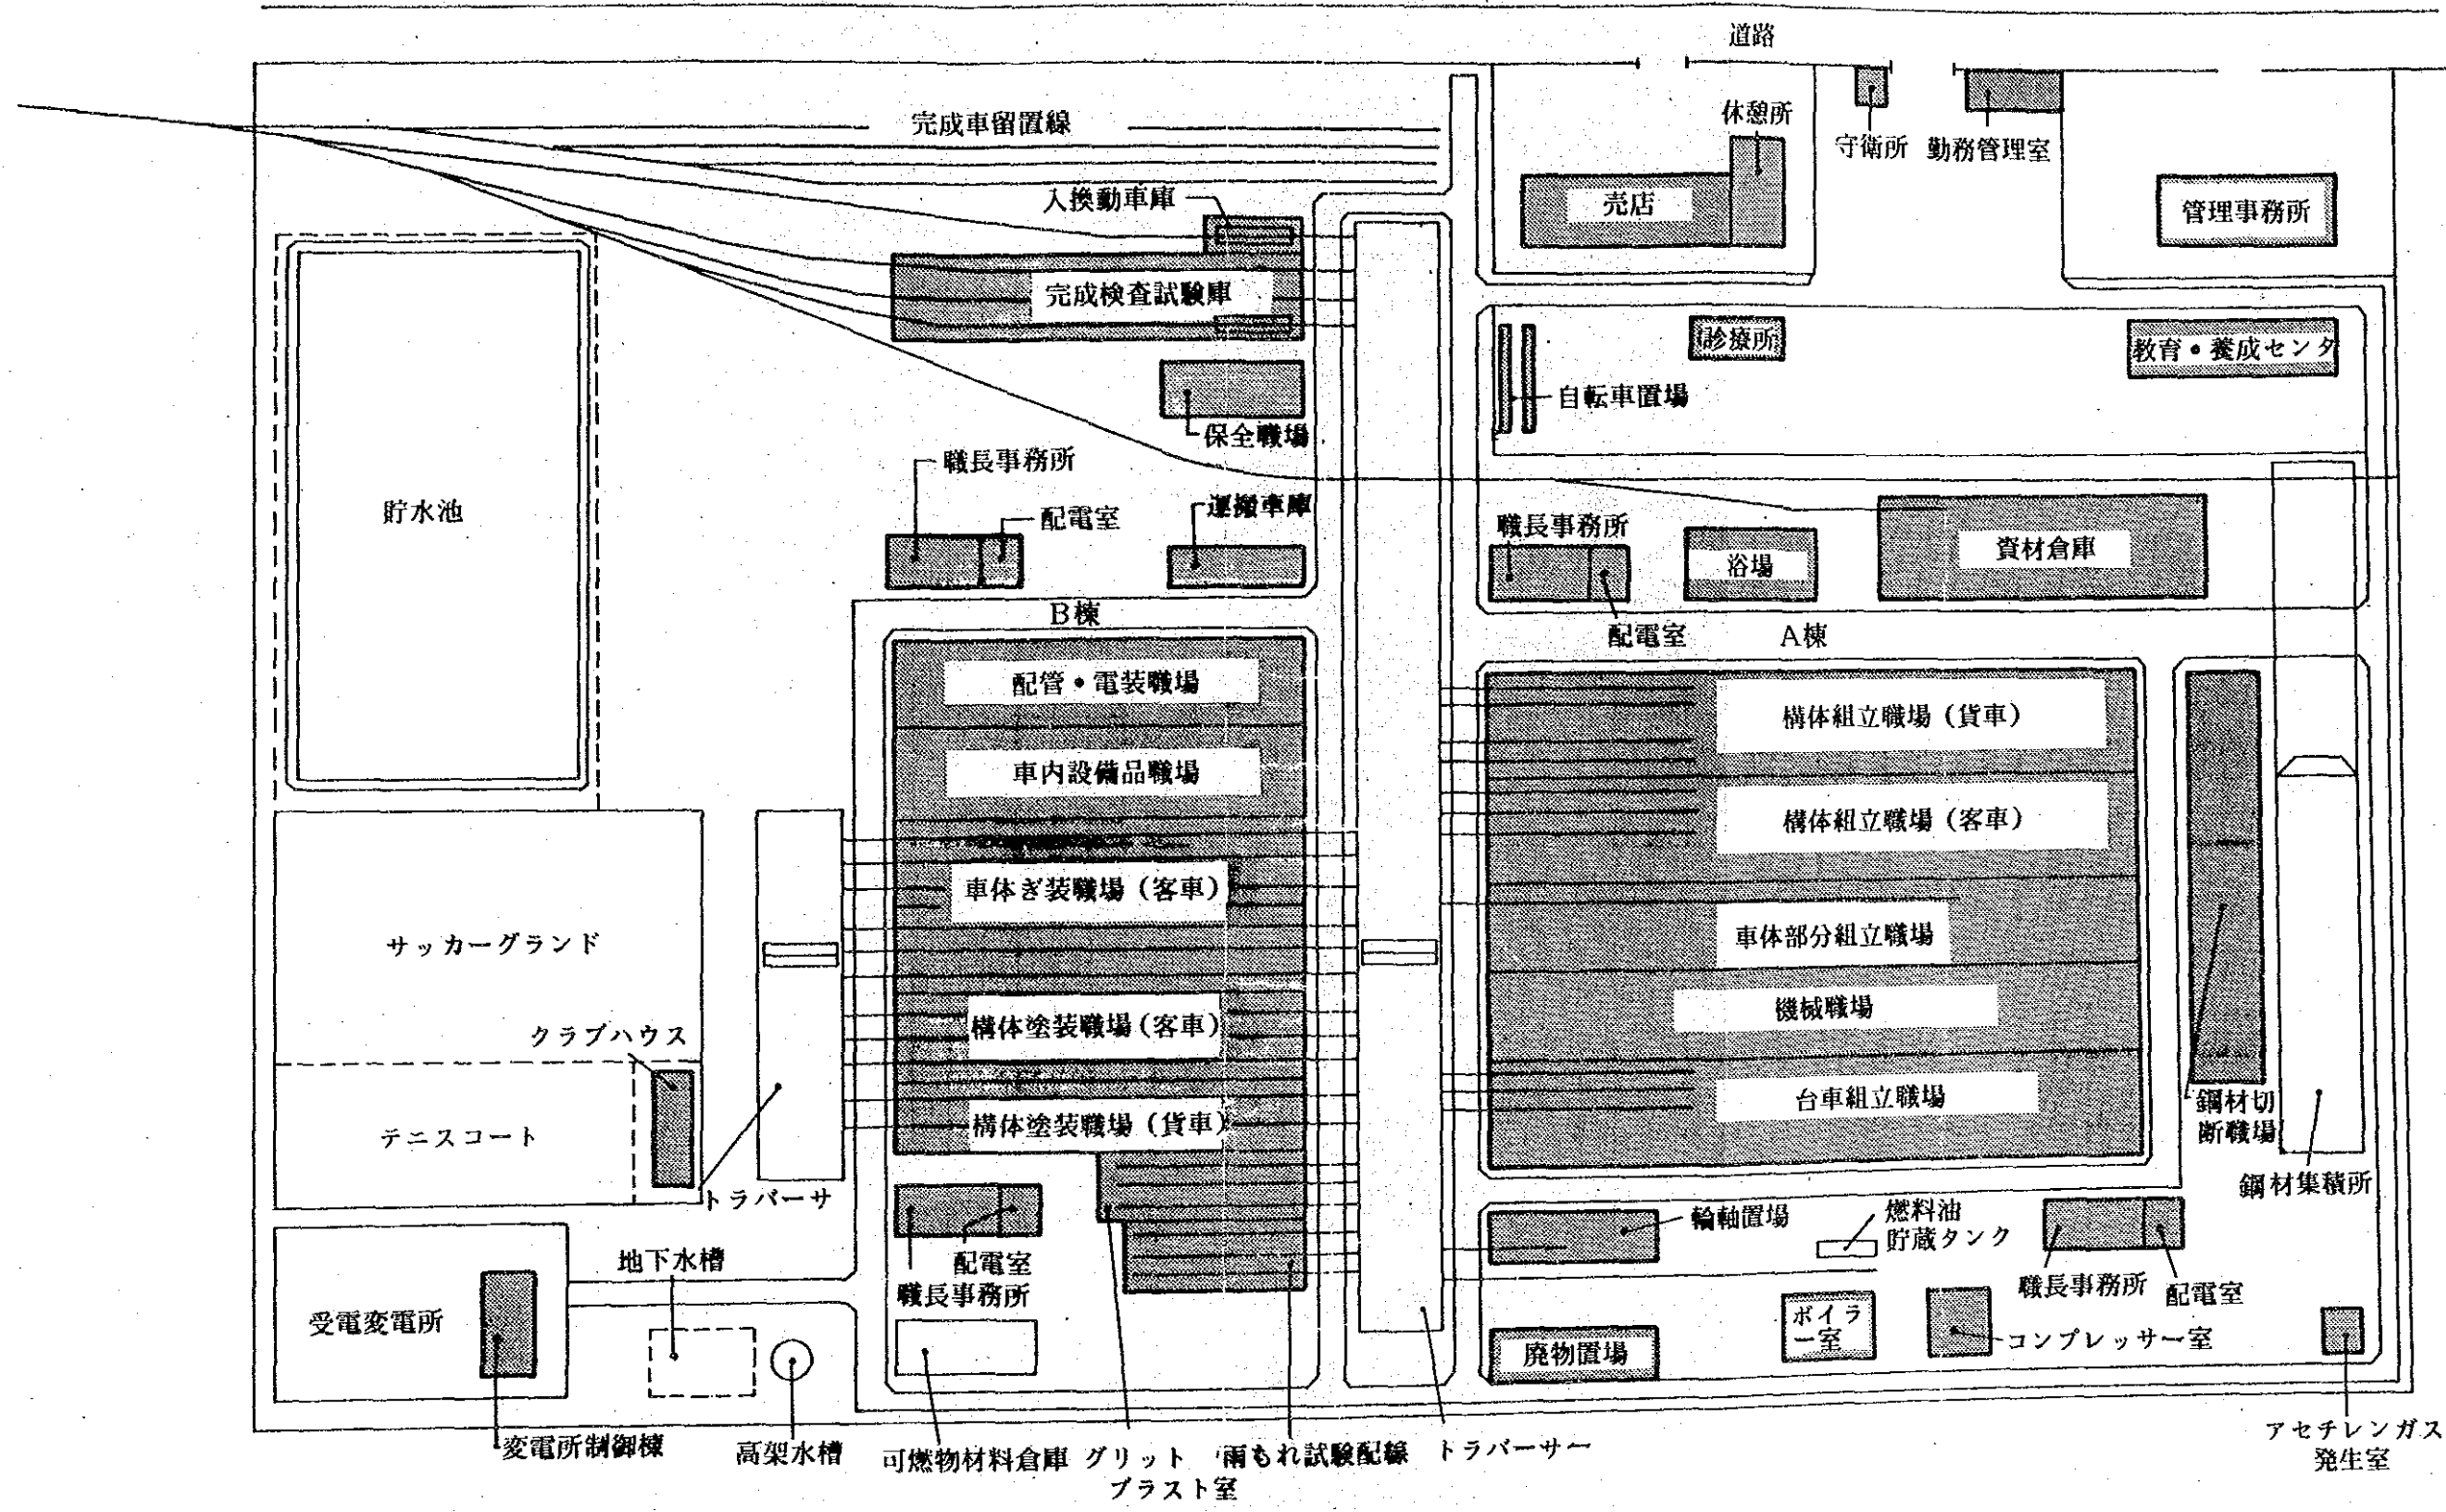 道路
完成車留置線
休憩所
守衛所
勤務管理室
入換動車庫
売店
管理事務所
完成検査試験庫
診療所
教育・養成センタ
自転車置場
保全職場
職長事務所
貯水池
配電室
運搬車庫
職長事務所
浴場
資材倉庫
B棟
配電室
A棟
配管・電装職場
構体組立職場(貨車)
車内設備品職場
構体組立職場(客車)
車体ぎ装職場(客車)
サッカーグランド
車体部分組立職場
機械職場
クラブハウス
構体塗装職場(客車)
台車組立職場
鋼材切
断職場
テニスコート
構体塗装職場(貨車)
トラバーサ
鋼材集積所
輪軸置場
燃料油
貯蔵タンク
地下水槽
配電室
職長事務所
職長事務所
配電室
受電変電所
ボイラ
ー室
コンプレッサー室
廃物置場
変電所制御棟
高架水槽
可燃物材料倉庫
グリット
ブラスト室
雨もれ試験配線
トラバーサー
アセチレンガス
発生室